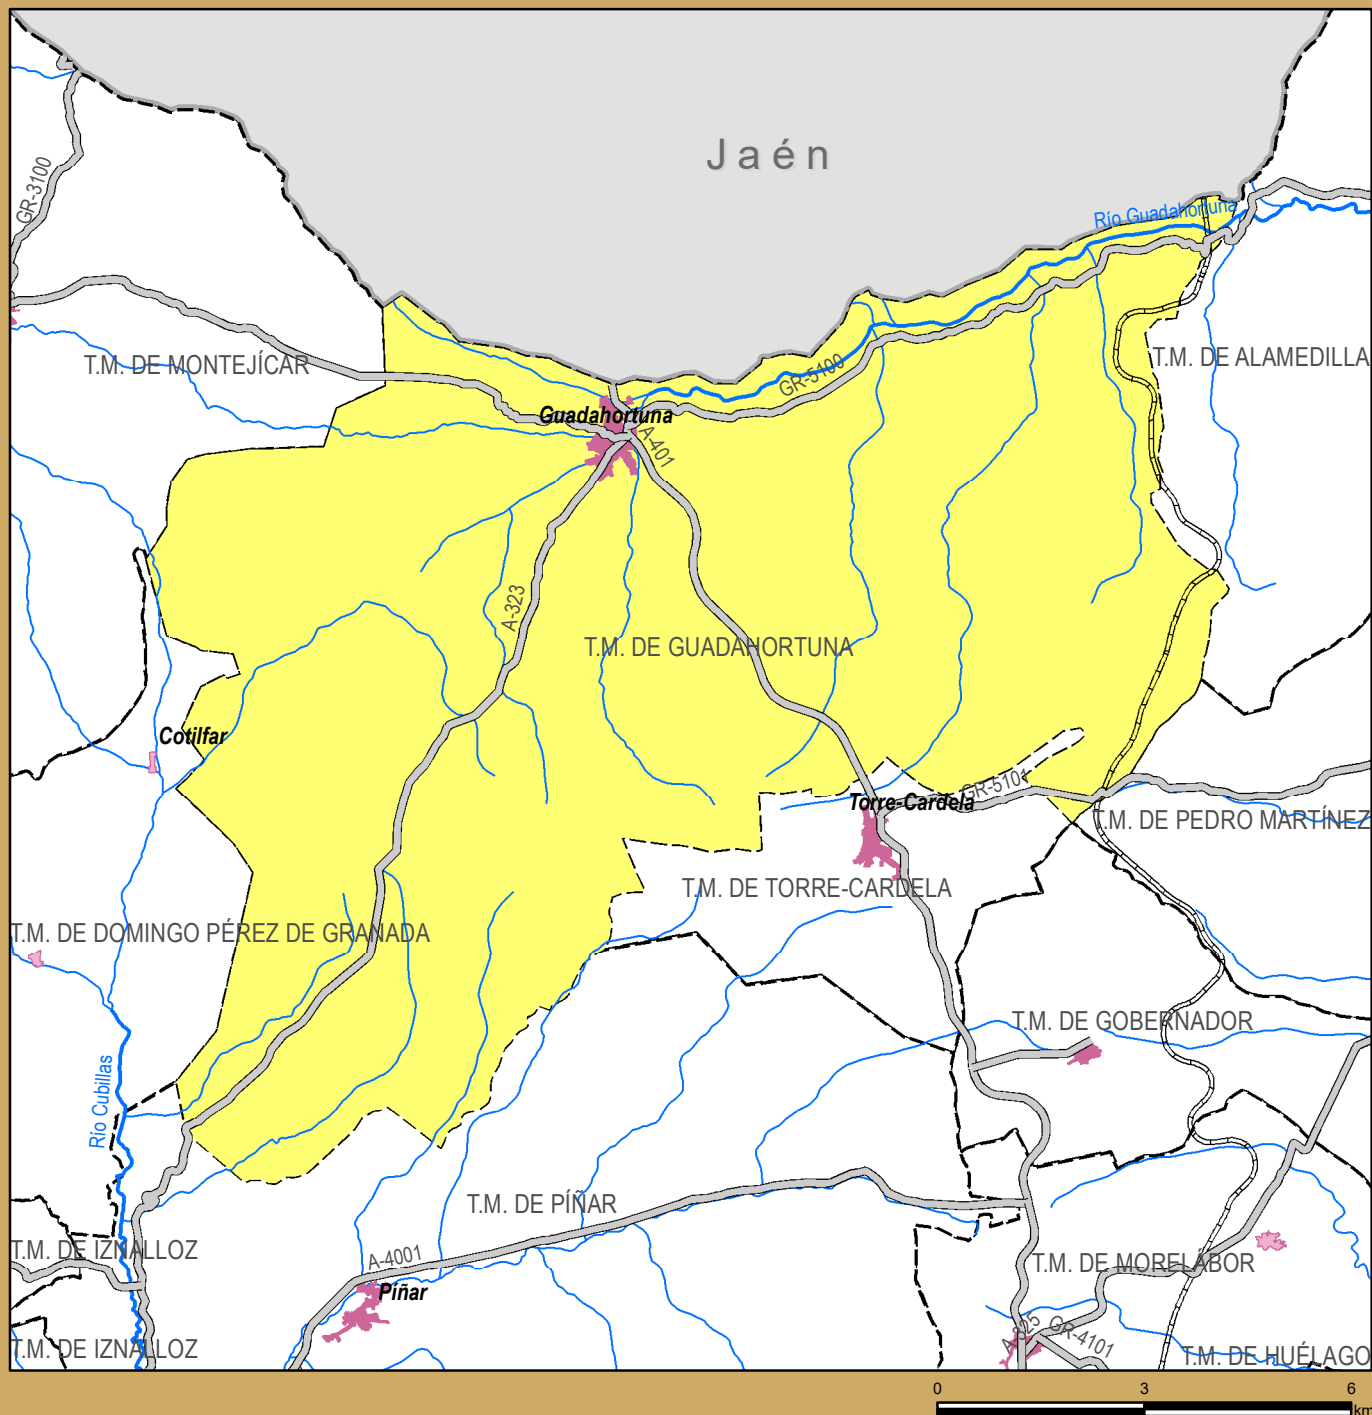 Jaén
GR-3100
Río Guadahortuna
T.M. DE MONTEJÍCAR
T.M. DE ALAMEDILLA
GR-5100
Guadahortuna
A-401
A-323
T.M. DE GUADAHORTUNA
Cotilfar
GR-5101
Torre-Cardela
T.M. DE PEDRO MARTÍNEZ
T.M. DE TORRE-CARDELA
T.M. DE DOMINGO PÉREZ DE GRANADA
T.M. DE GOBERNADOR
Río Cubillas
T.M. DE PÍÑAR
T.M. DE IZNALLOZ
A-4001
T.M. DE MORELÁBOR
Píñar
A-325
GR-4101
T.M. DE IZNALLOZ
T.M. DE HUÉLAGO
0 3 6
km